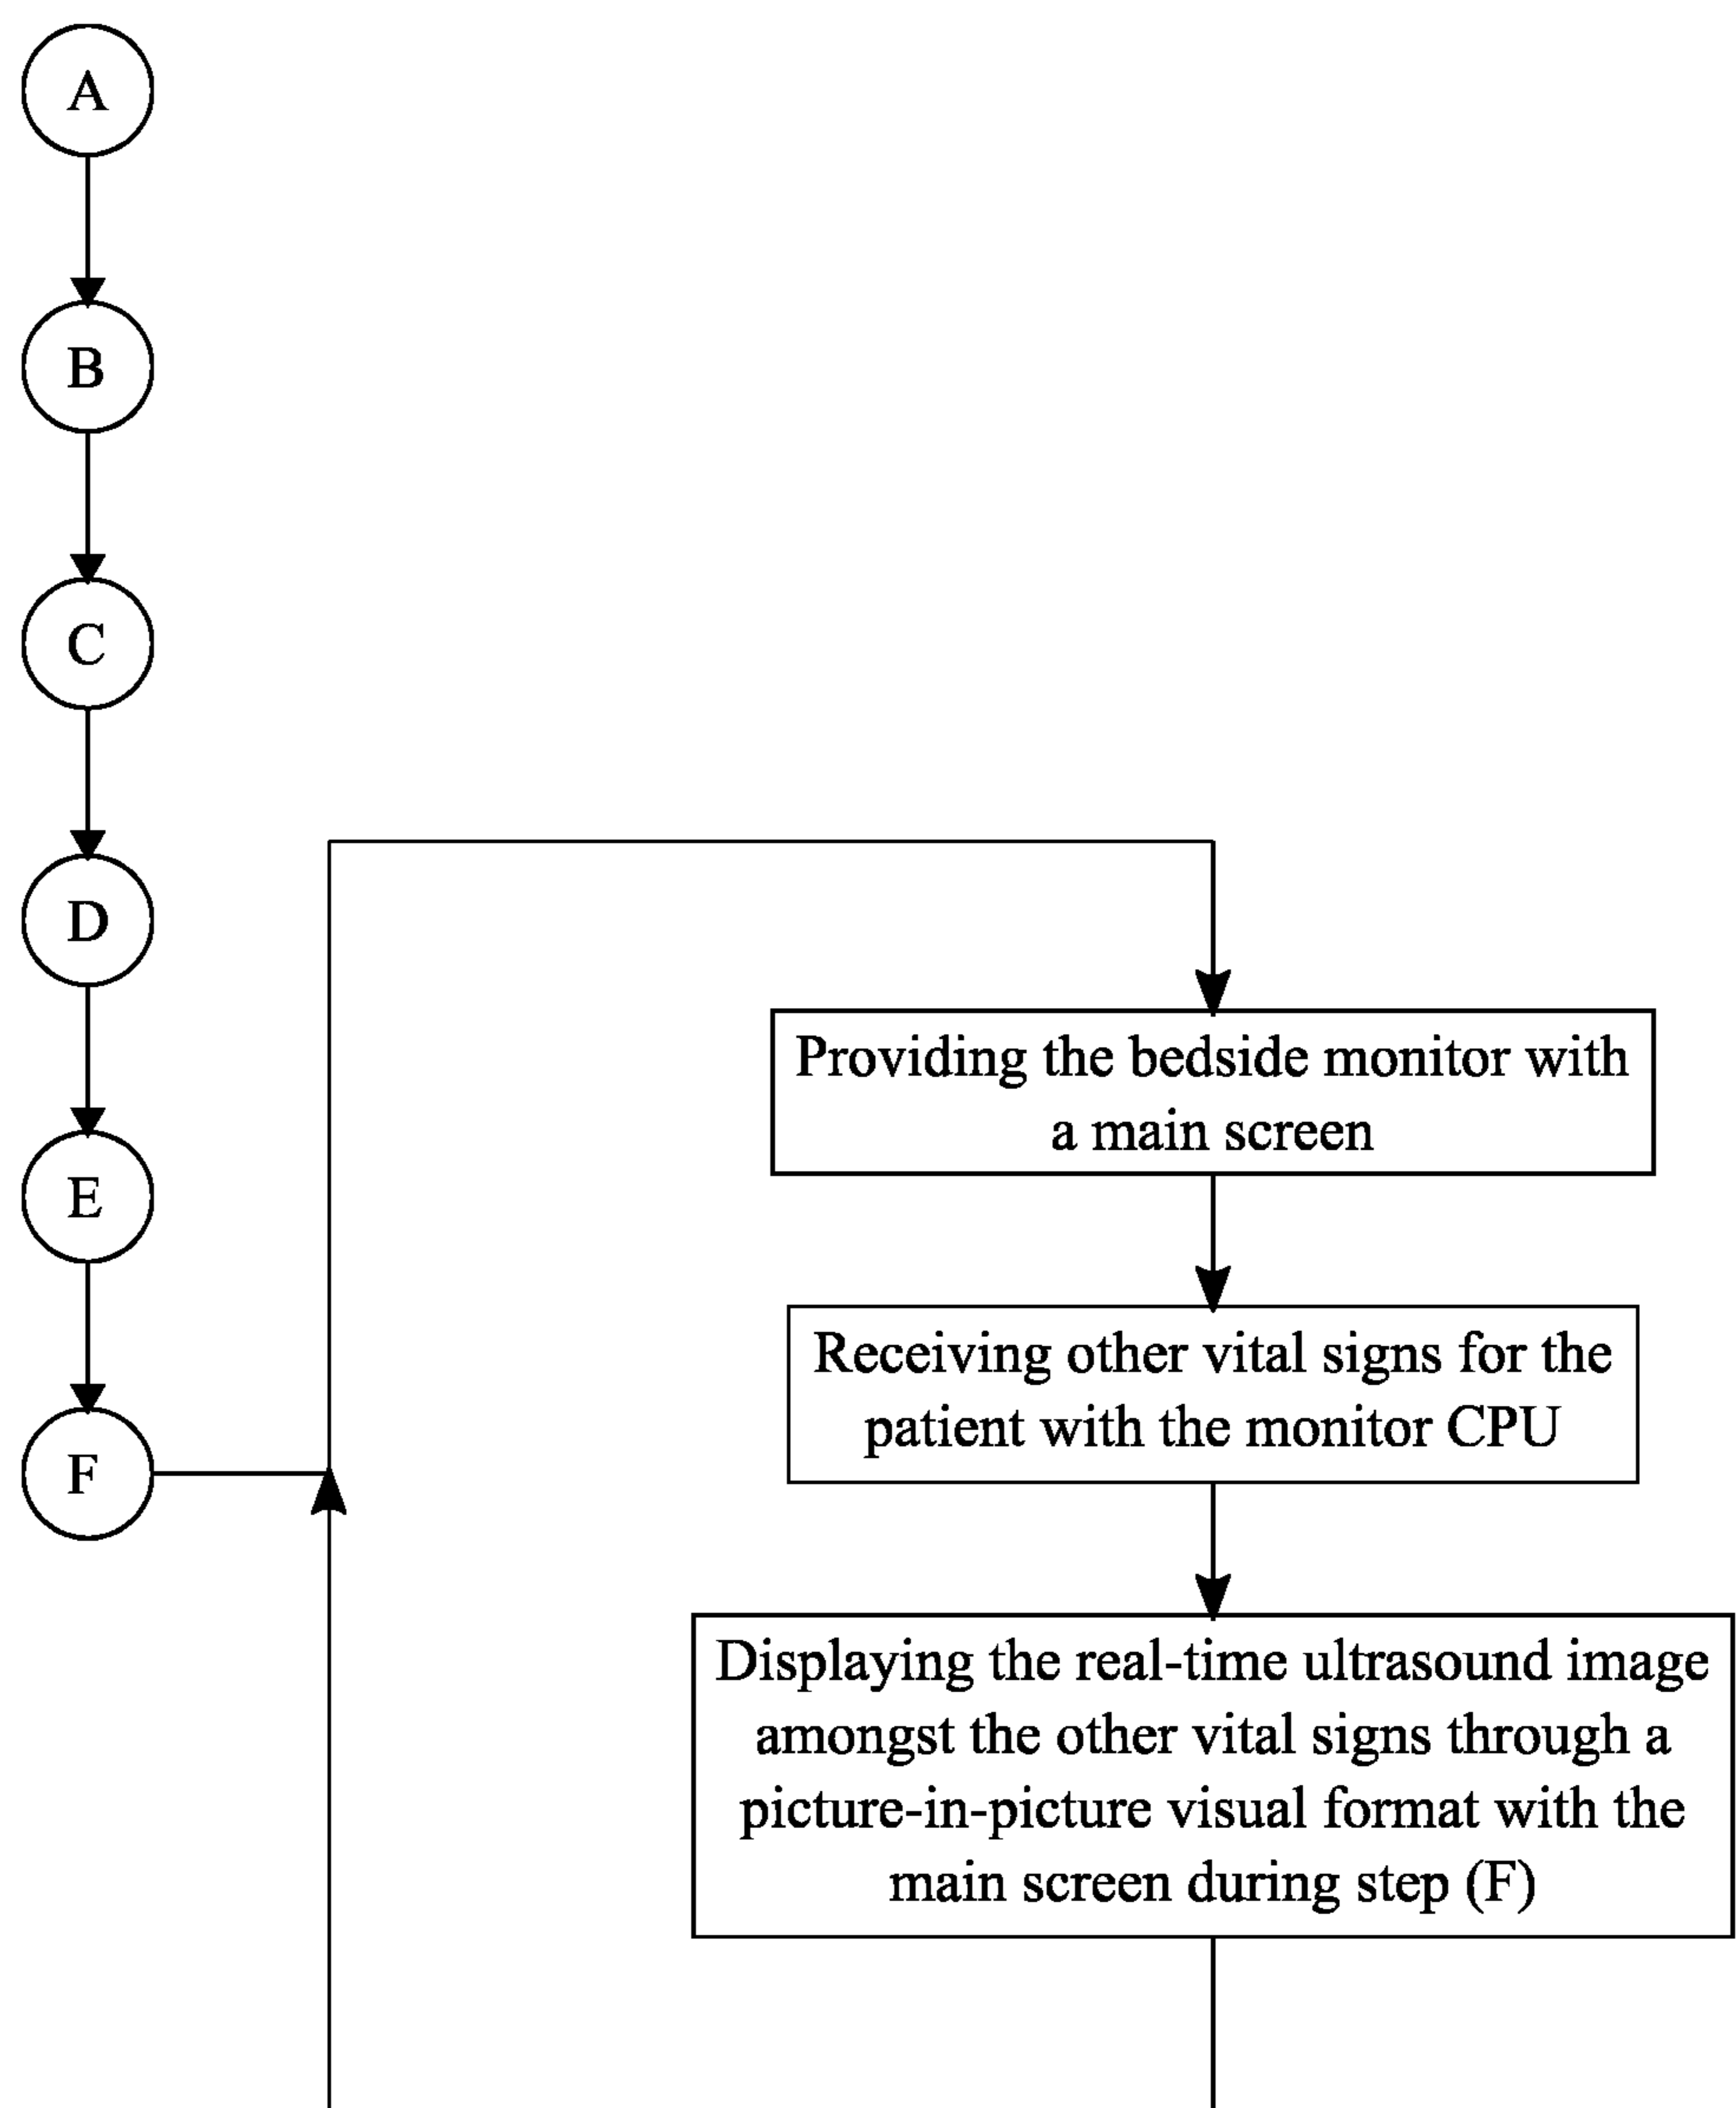 A
B
C
D
E
F
Providing the bedside monitor with
a main screen
Receiving other vital signs for the
patient with the monitor CPU
Displaying the real-time ultrasound image
amongst the other vital signs through a
picture-in-picture visual format with the
main screen during step (F)